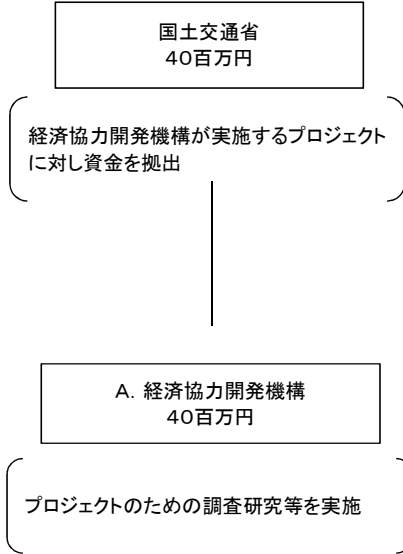 国土交通省
40百万円
経済協力開発機構が実施するプロジェクト
に対し資金を拠出
A. 経済協力開発機構
40百万円
プロジェクトのための調査研究等を実施